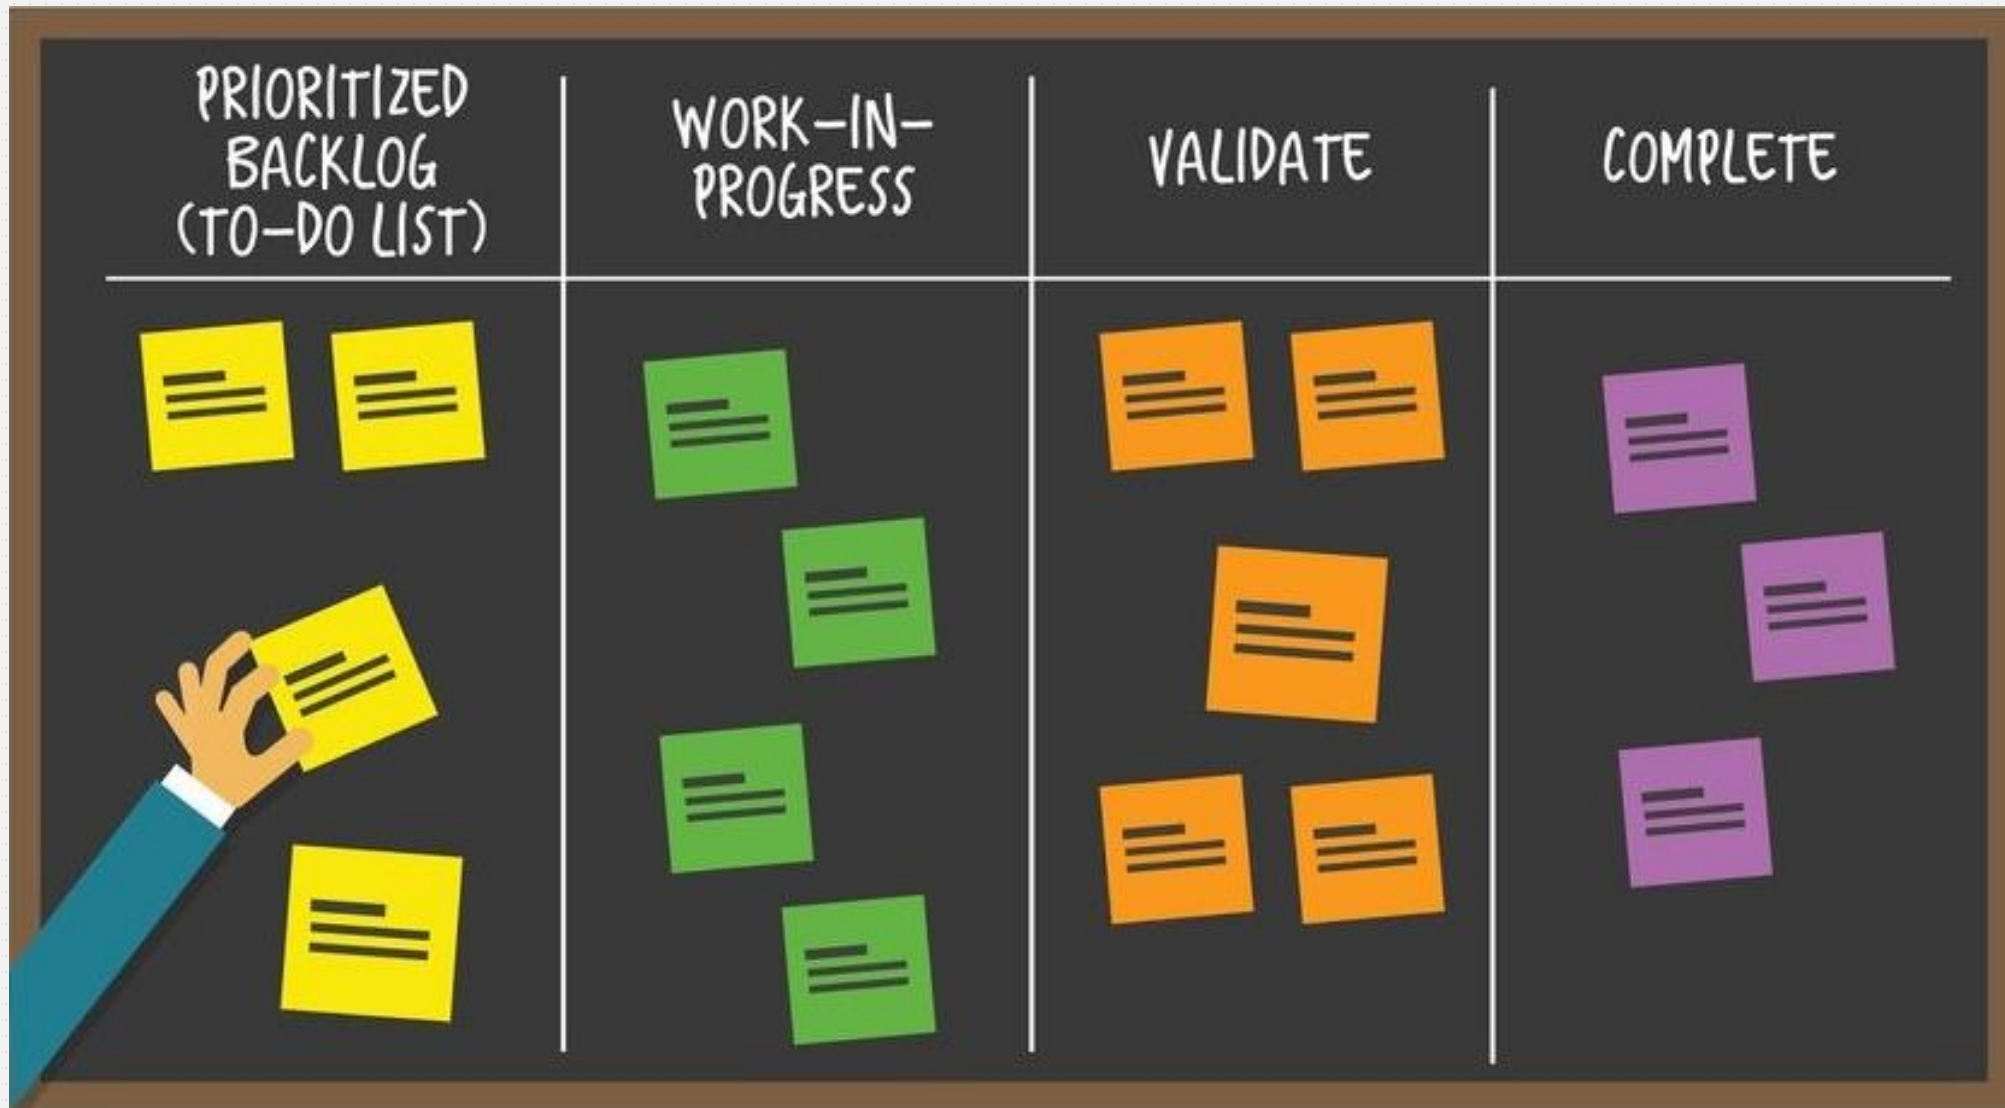 PRIORITIZED
BACKLOG
(TO-DO LIST)
WORK-IN-
PROGRESS
VALIDATE
COMPLETE